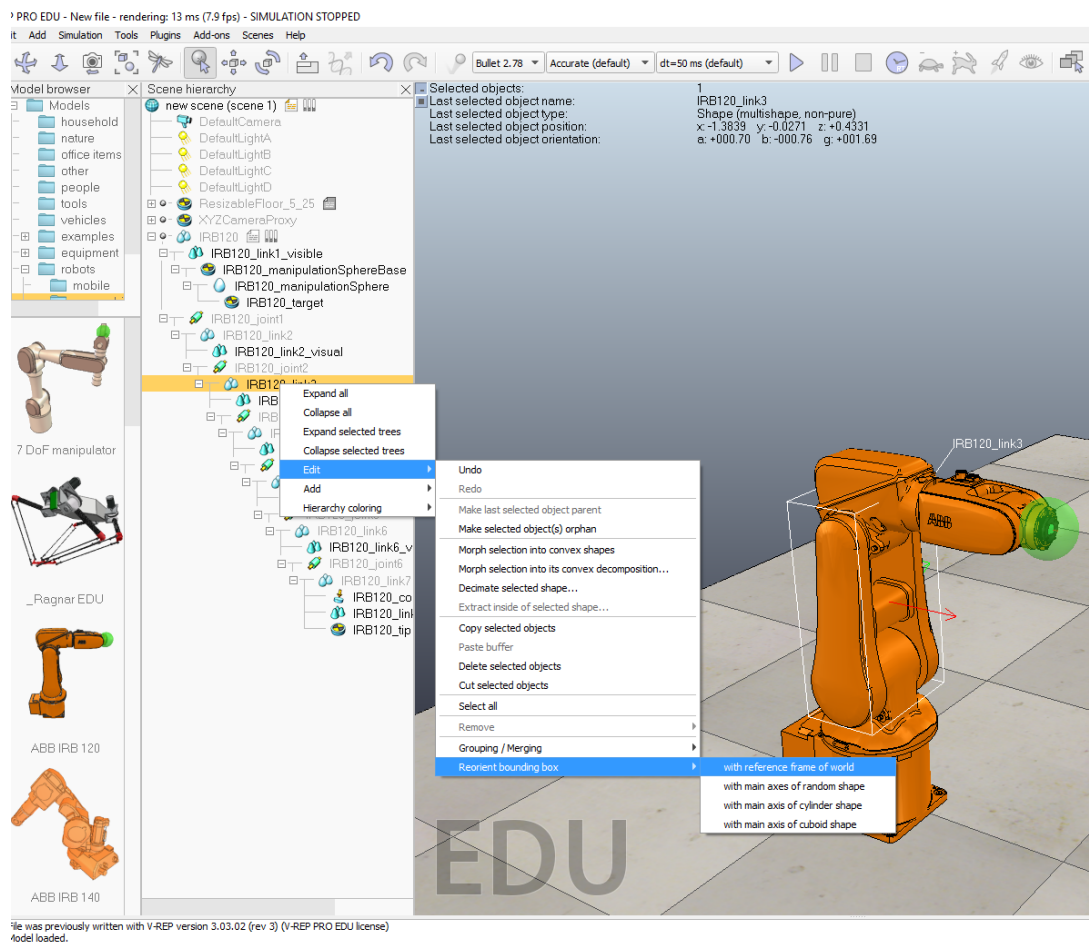 P PRO EDU - New file - rendering: 13 ms (7.9 fps) - SIMULATION STOPPED
it Add Simulation Tools Plugins Add-ons Scenes Help
Bullet 2.78 Accurate (default) dt=50 ms (default)
Model browser
Models
household
nature
office items
other
people
tools
vehicles
examples
equipment
robots
mobile
7 DoF manipulator
_Ragnar EDU
ABB IRB 120
ABB IRB 140
Scene hierarchy
new scene (scene 1)
DefaultCamera
DefaultLightA
DefaultLightB
DefaultLightC
DefaultLightD
ResizableFloor_5_25
XYZCameraProxy
IRB120
IRB120_link1_visible
IRB120_manipulationSphereBase
IRB120_manipulationSphere
IRB120_target
IRB120_joint1
IRB120_link2
IRB120_link2_visual
IRB120_joint2
IRB120_link3
IRB
IRB
IRB120_link6
IRB120_link6_v
IRB120_joint6
IRB120_link7
IRB120_co
IRB120_link
IRB120_tip
Expand all
Collapse all
Expand selected trees
Collapse selected trees
Edit
Add
Hierarchy coloring
Undo
Redo
Make last selected object parent
Make selected object(s) orphan
Morph selection into convex shapes
Morph selection into its convex decomposition...
Decimate selected shape...
Extract inside of selected shape...
Copy selected objects
Paste buffer
Delete selected objects
Cut selected objects
Select all
Remove
Grouping / Merging
Reorient bounding box
with reference frame of world
with main axes of random shape
with main axis of cylinder shape
with main axis of cuboid shape
Selected objects: 1
Last selected object name: IRB120_link3
Last selected object type: Shape (multishape, non-pure)
Last selected object position: x: -1.3839 y: -0.0271 z: +0.4331
Last selected object orientation: a: +000.70 b: -000.76 g: +001.69
IRB120_link3
ABB
EDU
File was previously written with V-REP version 3.03.02 (rev 3) (V-REP PRO EDU license)
Model loaded.